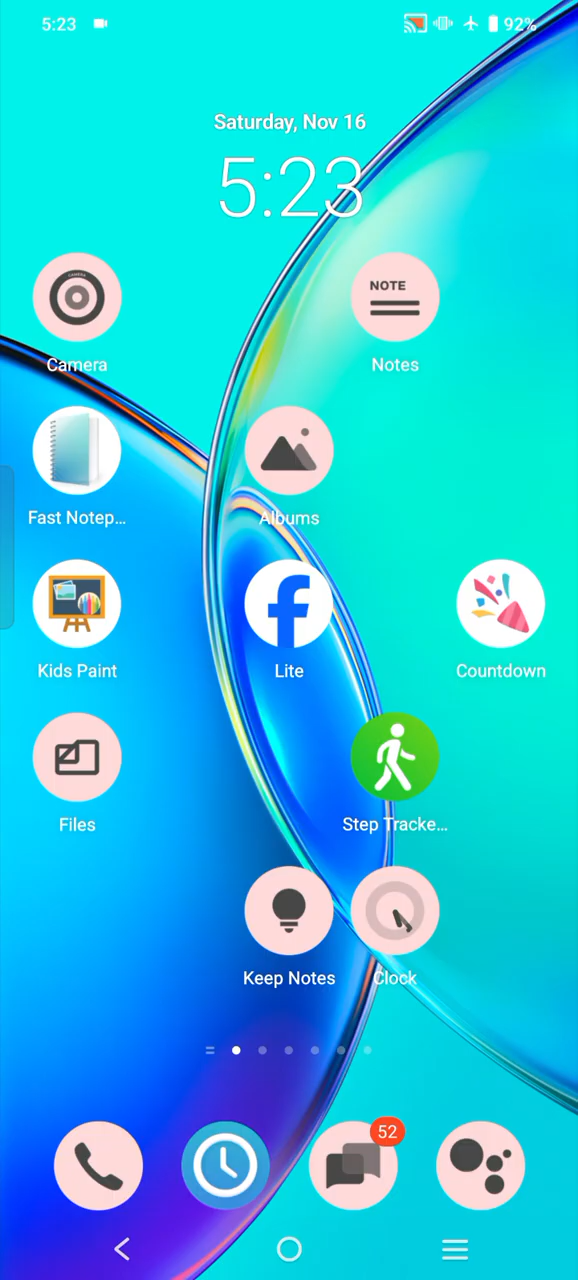 5:23
92%
Saturday, Nov 16
5:23
CAMERA
NOTE
Camera
Notes
Fast Notep...
Albums
Kids Paint
Lite
Countdown
Files
Step Tracke...
Keep Notes
Clock
52